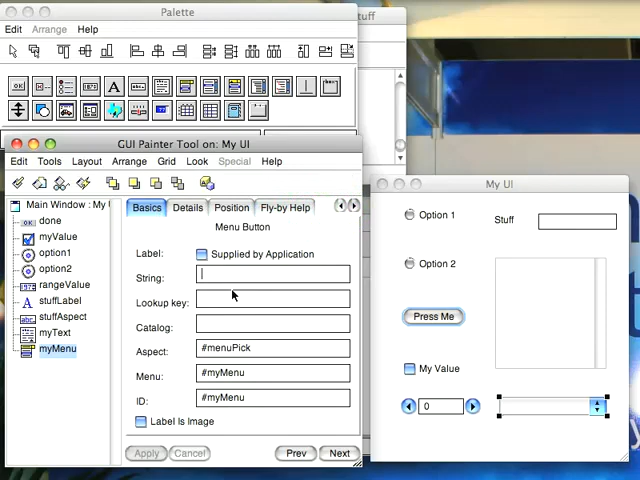 Palette
tuff
Edit Arrange Help
GUI Painter Tool on: My UI
Edit Tools Layout Arrange Grid Look Special Help
Main Window : My U
done
myValue
option1
option2
rangeValue
stuffLabel
stuffAspect
myText
myMenu
Basics Details Position Fly-by Help
Menu Button
Label: Supplied by Application
String:
Lookup key:
Catalog:
Aspect: #menuPick
Menu: #myMenu
ID: #myMenu
Label Is Image
Apply Cancel Prev Next
My UI
Option 1 Stuff
Option 2
Press Me
My Value
0